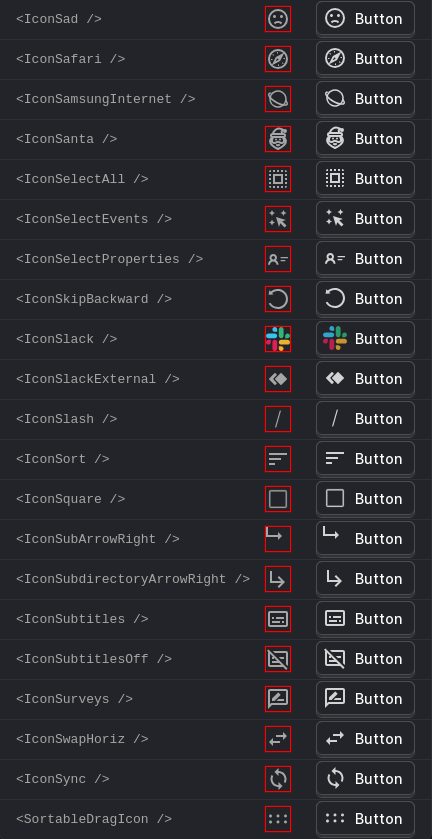 <IconSad /> Button
<IconSafari /> Button
<IconSamsungInternet /> Button
<IconSanta /> Button
<IconSelectAll /> Button
<IconSelectEvents /> Button
<IconSelectProperties /> Button
<IconSkipBackward /> Button
<IconSlack /> Button
<IconSlackExternal /> Button
<IconSlash /> Button
<IconSort /> Button
<IconSquare /> Button
<IconSubArrowRight /> Button
<IconSubdirectoryArrowRight /> Button
<IconSubtitles /> Button
<IconSubtitlesOff /> Button
<IconSurveys /> Button
<IconSwapHoriz /> Button
<IconSync /> Button
<SortableDragIcon /> Button